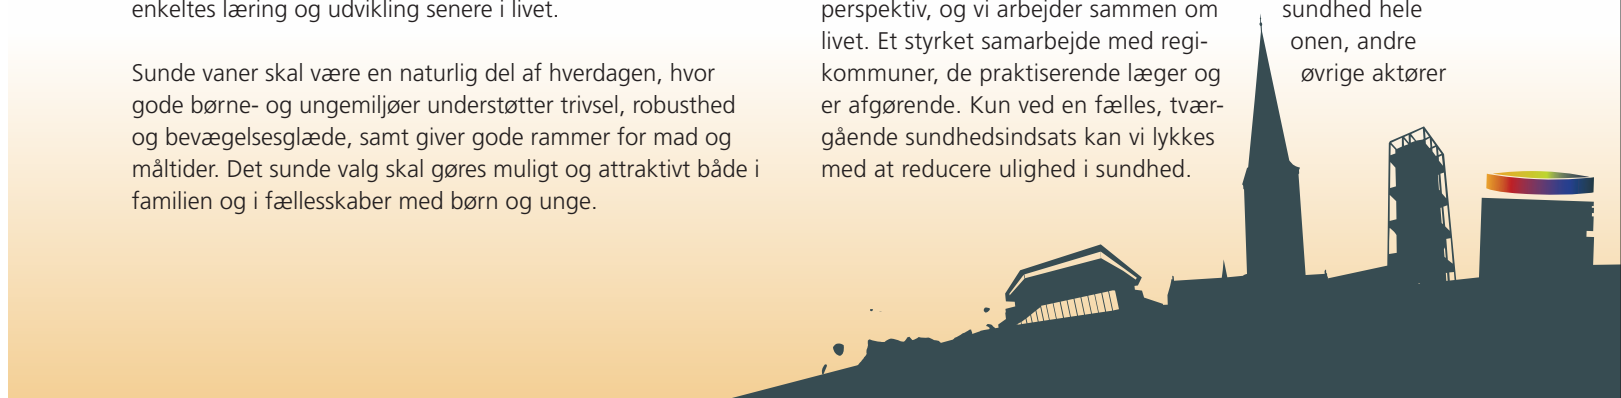 enkeltes læring og udvikling senere i livet.
Sunde vaner skal være en naturlig del af hverdagen, hvor
gode børne- og ungemiljøer understøtter trivsel, robusthed
og bevægelsesglæde, samt giver gode rammer for mad og
måltider. Det sunde valg skal gøres muligt og attraktivt både i
familien og i fællesskaber med børn og unge.
perspektiv, og vi arbejder sammen om sundhed hele
livet. Et styrket samarbejde med regi- onen, andre
kommuner, de praktiserende læger og øvrige aktører
er afgørende. Kun ved en fælles, tvær-
gående sundhedsindsats kan vi lykkes
med at reducere ulighed i sundhed.